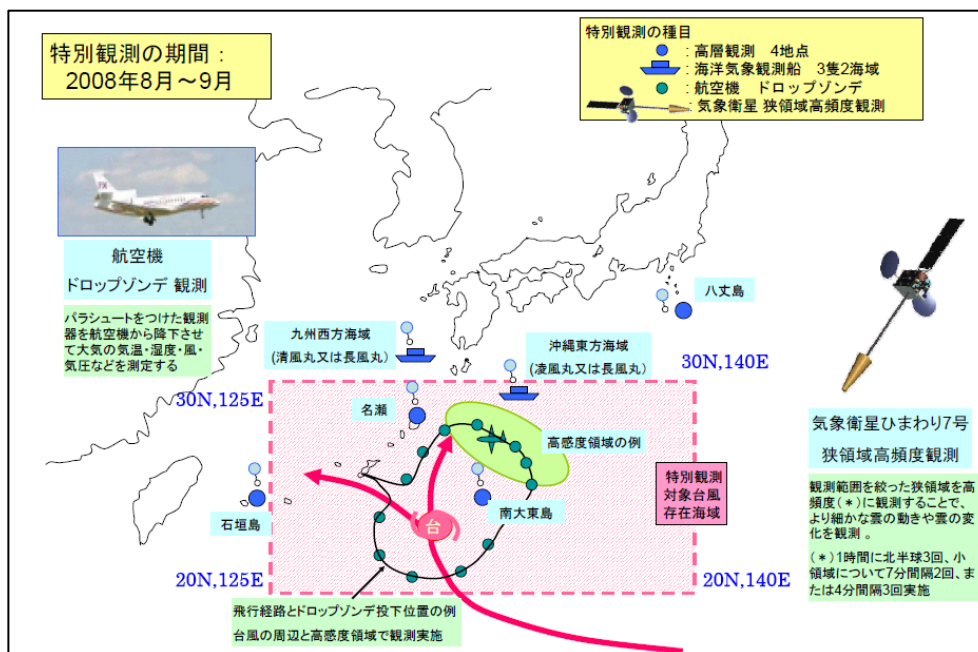 特別観測の期間：
2008年8月～9月
特別観測の種目
：高層観測　4地点
：海洋気象観測船　3隻2海域
：航空機　ドロップゾンデ
：気象衛星 狭領域高頻度観測
航空機
ドロップゾンデ 観測
パラシュートをつけた観測
器を航空機から降下させ
て大気の気温・湿度・風・
気圧などを測定する
八丈島
九州西方海域
(清風丸又は長風丸)
沖縄東方海域
(凌風丸又は長風丸)
30N,140E
30N,125E
名瀬
高感度領域の例
特別観測
対象台風
存在海域
石垣島
南大東島
台
20N,125E
20N,140E
飛行経路とドロップゾンデ投下位置の例
台風の周辺と高感度領域で観測実施
気象衛星ひまわり7号
狭領域高頻度観測
観測範囲を絞った狭領域を高
頻度(＊)に観測することで、
より細かな雲の動きや雲の変
化を観測 。
(＊)1時間に北半球3回、小
領域について7分間隔2回、ま
たは4分間隔3回実施